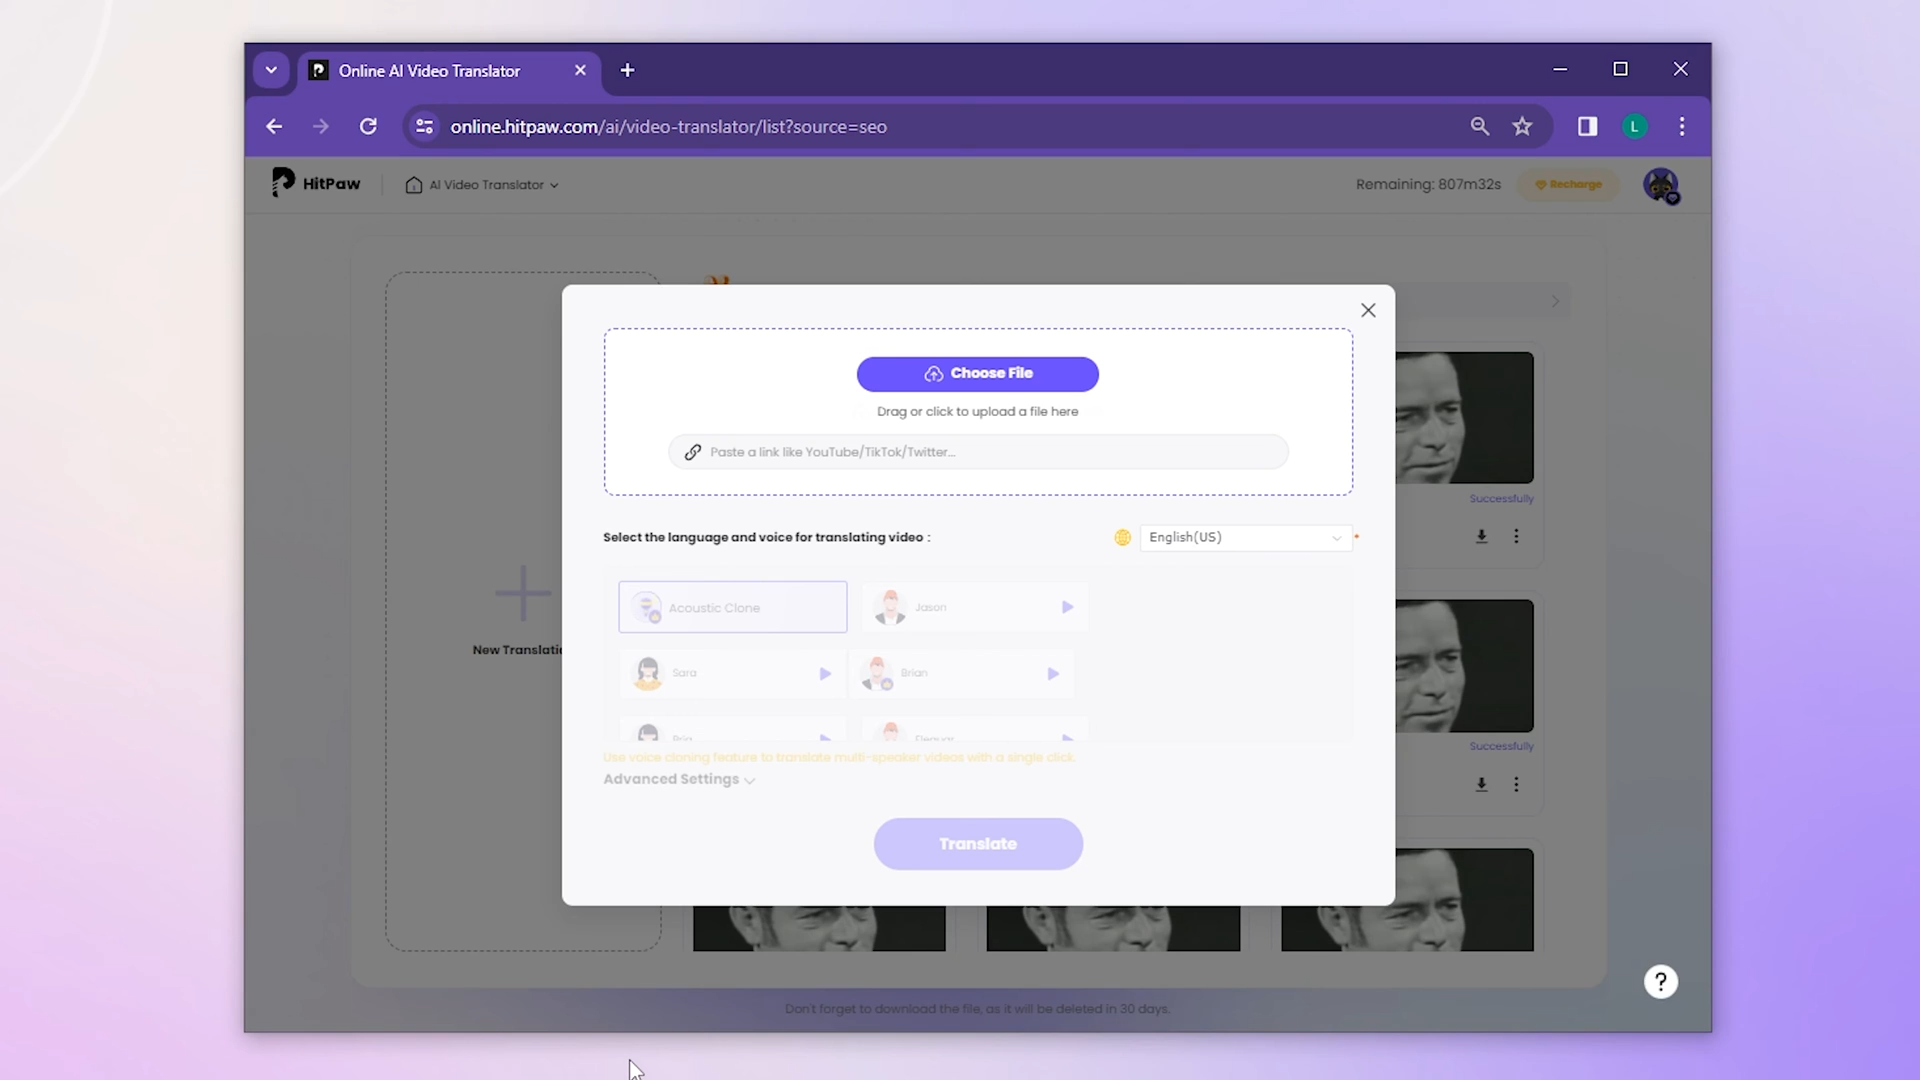 Online AI Video Translator
online.hitpaw.com/ai/video-translator/list?source=seo
L
HitPaw
AI Video Translator
Remaining: 807m32s
Recharge
Choose File
Drag or click to upload a file here
Paste a link like YouTube/TikTok/Twitter...
Successfully
Select the language and voice for translating video :
English(US)
Acoustic Clone
Jason
New Translatio
Sara
Brian
Successfully
Use voice cloning feature to translate multi-speaker videos with a single click.
Advanced Settings
Translate
?
Don't forget to download the file, as it will be deleted in 30 days.